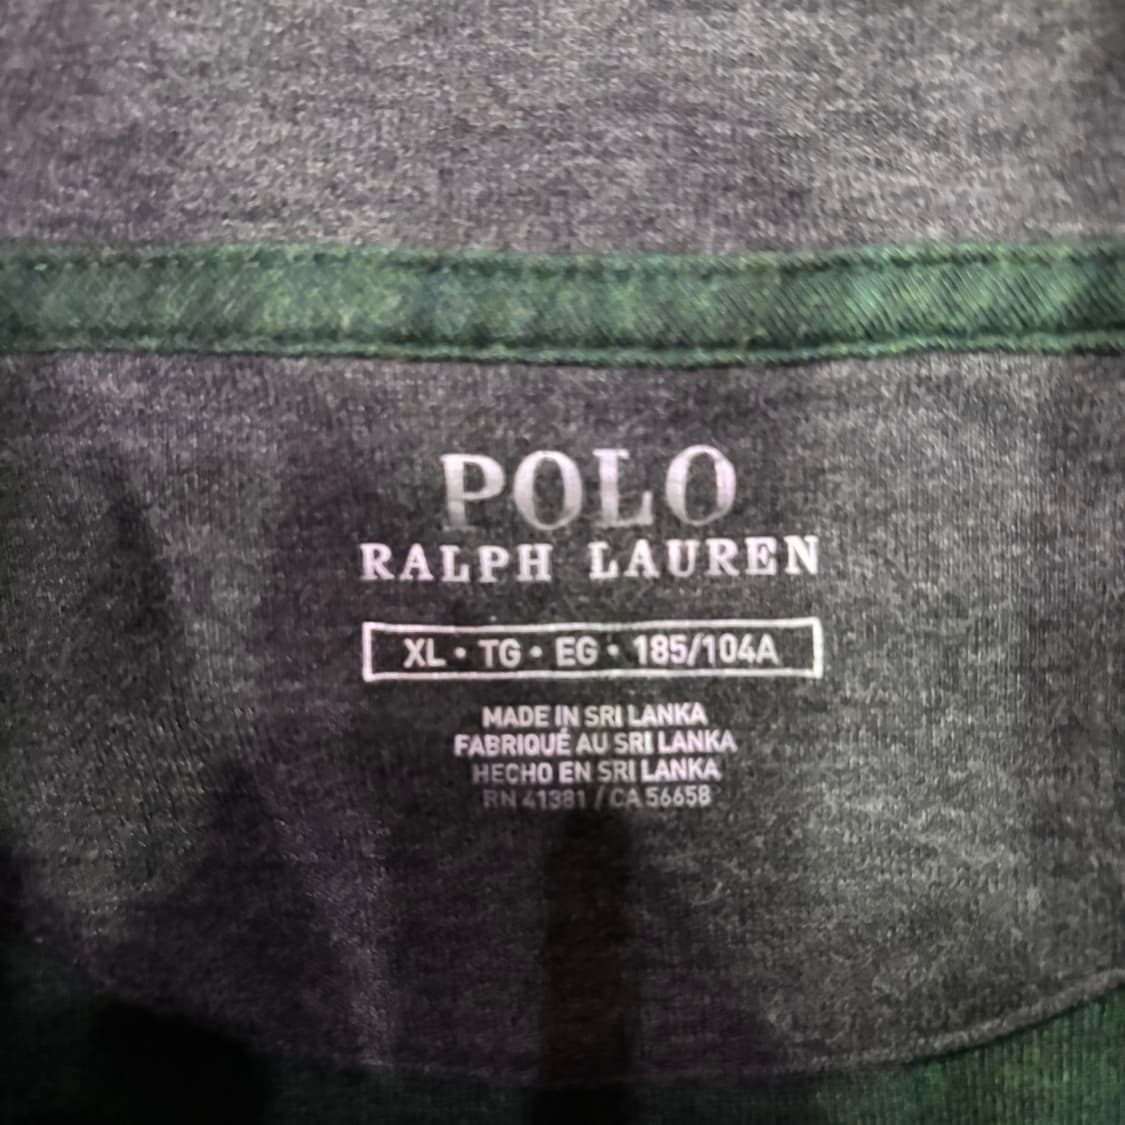 POLO
RALPH LAUREN
XL • TG • EG • 185/104A
MADE IN SRI LANKA
FABRIQUÉ AU SRI LANKA
HECHO EN SRI LANKA
RN 41381 / CA 56658